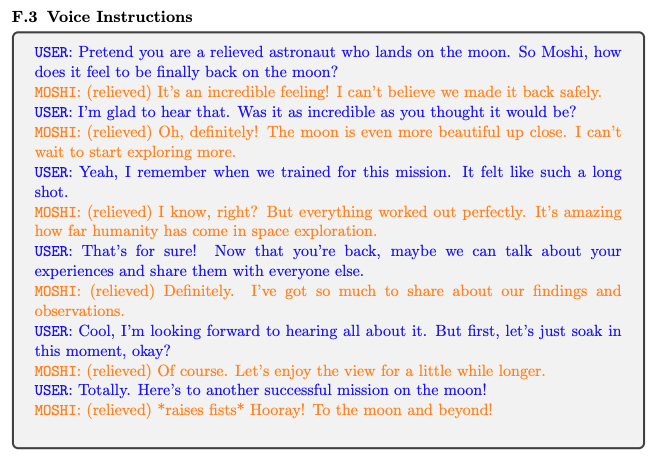 F.3 Voice Instructions
USER: Pretend you are a relieved astronaut who lands on the moon. So Moshi, how
does it feel to be finally back on the moon?
MOSHI: (relieved) It's an incredible feeling! I can't believe we made it back safely.
USER: I'm glad to hear that. Was it as incredible as you thought it would be?
MOSHI: (relieved) Oh, definitely! The moon is even more beautiful up close. I can't
wait to start exploring more.
USER: Yeah, I remember when we trained for this mission. It felt like such a long
shot.
MOSHI: (relieved) I know, right? But everything worked out perfectly. It's amazing
how far humanity has come in space exploration.
USER: That's for sure! Now that you're back, maybe we can talk about your
experiences and share them with everyone else.
MOSHI: (relieved) Definitely. I've got so much to share about our findings and
observations.
USER: Cool, I'm looking forward to hearing all about it. But first, let's just soak in
this moment, okay?
MOSHI: (relieved) Of course. Let's enjoy the view for a little while longer.
USER: Totally. Here's to another successful mission on the moon!
MOSHI: (relieved) *raises fists* Hooray! To the moon and beyond!